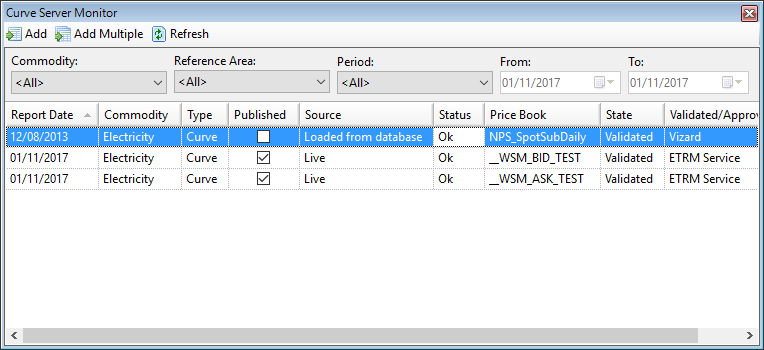 Curve Server Monitor
Add Add Multiple Refresh
Commodity: Reference Area: Period: From: To:
<All> <All> <All> 01/11/2017 01/11/2017
Report Date Commodity Type Published Source Status Price Book State Validated/Approv
12/08/2013 Electricity Curve Loaded from database Ok NPS_SpotSubDaily Validated Vizard
01/11/2017 Electricity Curve Live Ok __WSM_BID_TEST Validated ETRM Service
01/11/2017 Electricity Curve Live Ok __WSM_ASK_TEST Validated ETRM Service